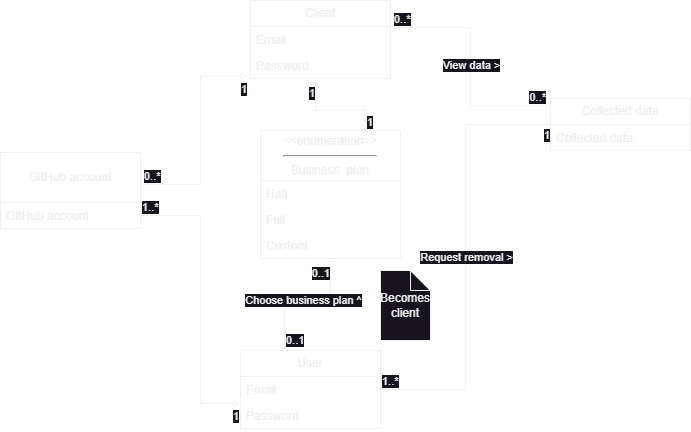 Client
0..*
Email
Password
View data >
1
1
0..*
Collected data
1
<<enumeration>>
1
Collected data
Business plan
GitHub account
0..*
Half
1..*
GitHub account
Full
Custom
Request removal >
0..1
Choose business plan ^
Becomes
client
0..1
User
1..*
Email
1
Password